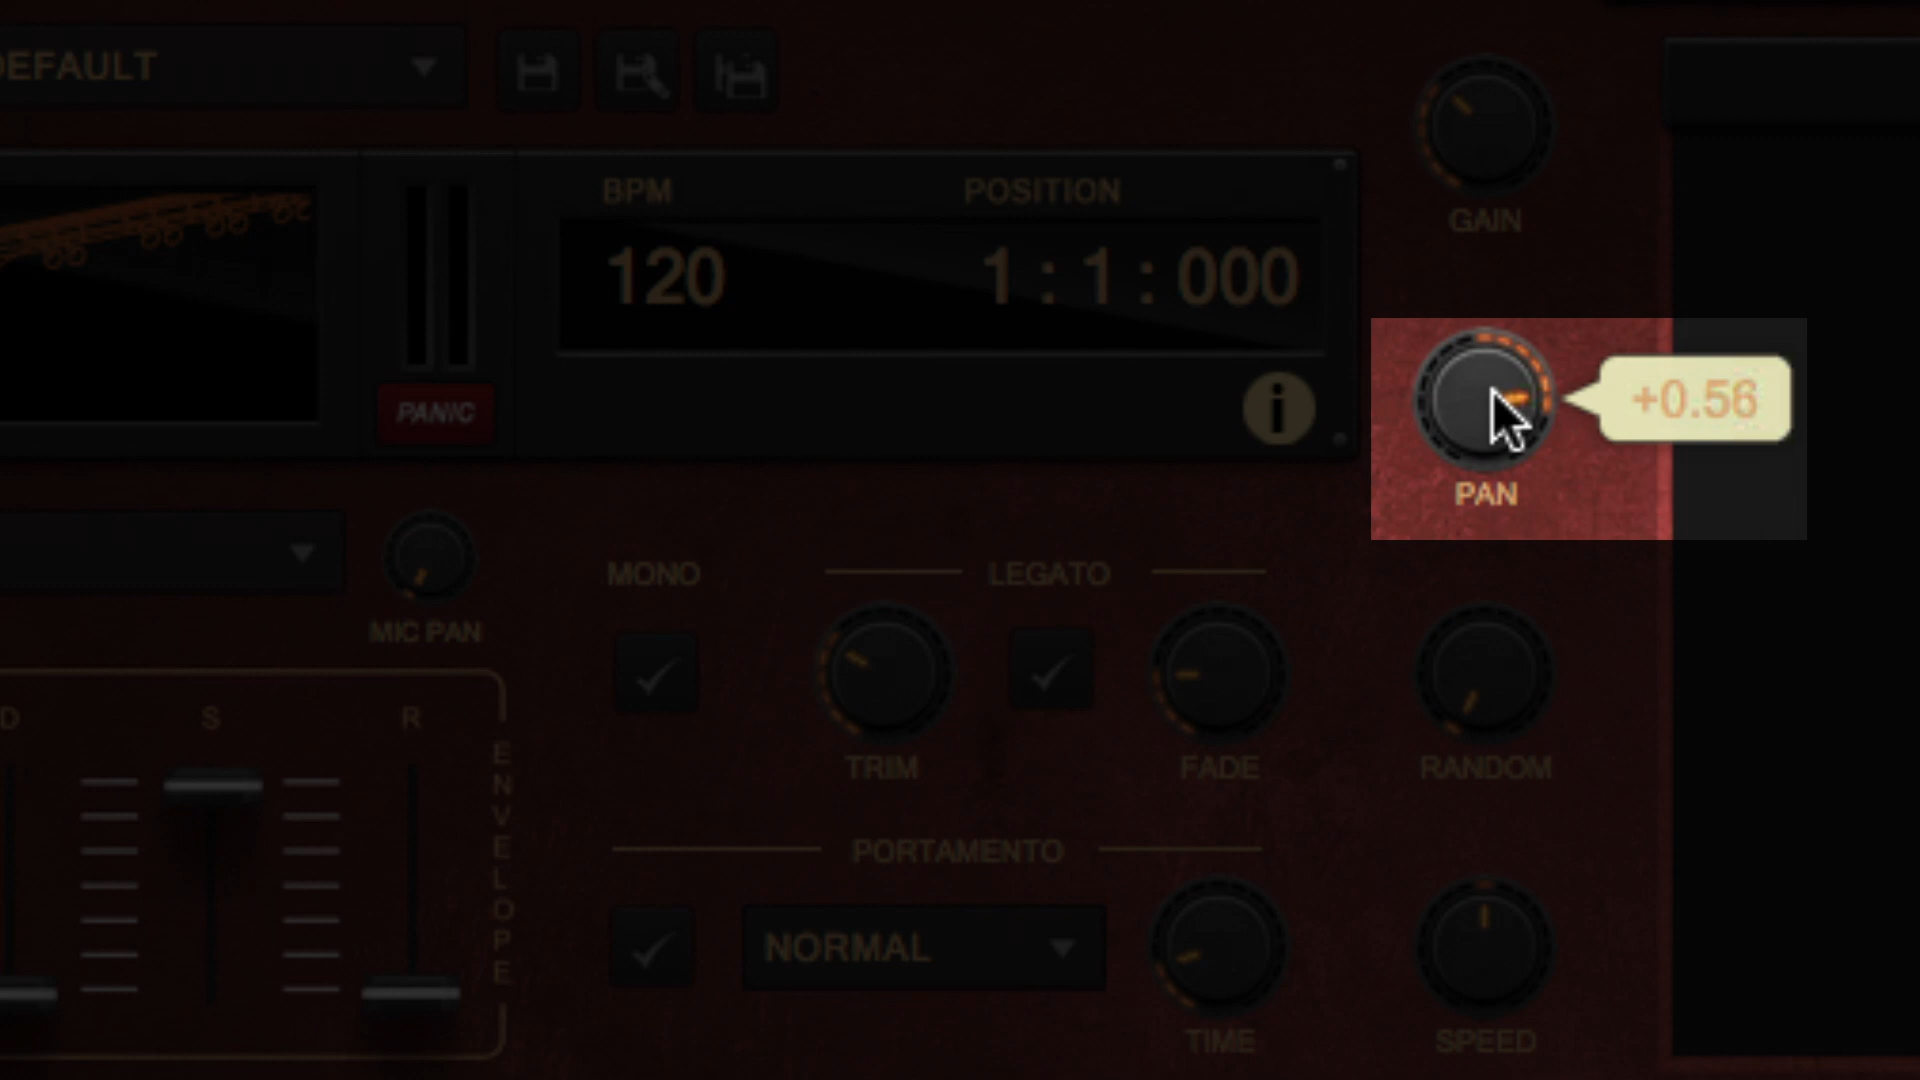 DEFAULT
GAIN
BPM
POSITION
120
1 : 1 : 000
PANIC
i
+0.56
PAN
MIC PAN
MONO
LEGATO
TRIM
FADE
RANDOM
D
S
R
ENVELOPE
PORTAMENTO
NORMAL
TIME
SPEED